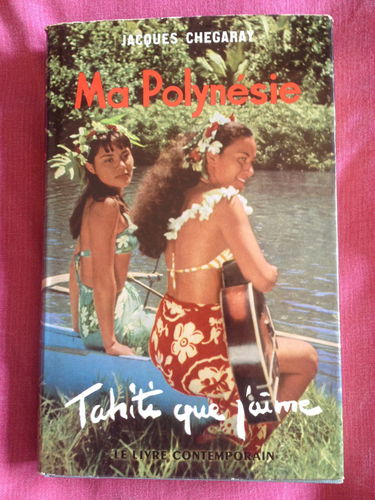 JACQUES CHEGARAY
Ma Polynésie
Tahiti que j'aime
LE LIVRE CONTEMPORAIN